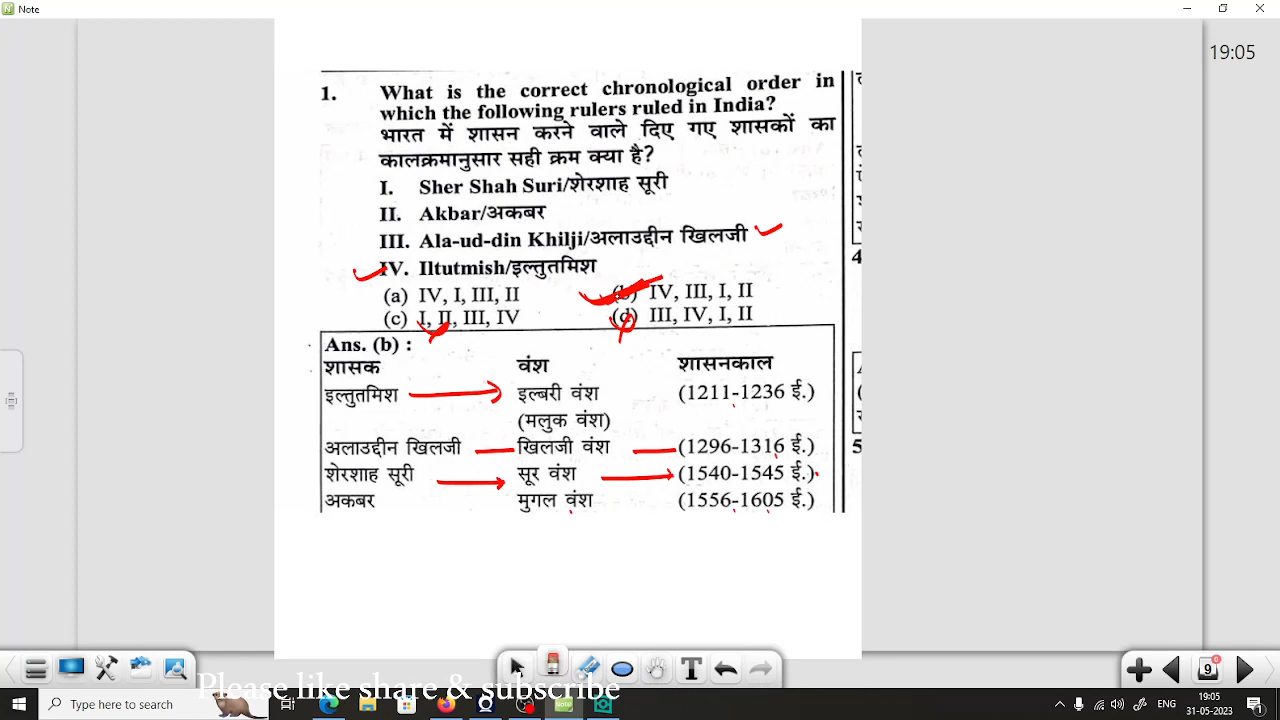 Note
19:05
1. What is the correct chronological order in
which the following rulers ruled in India?
भारत में शासन करने वाले दिए गए शासकों का
कालक्रमानुसार सही क्रम क्या है?
I. Sher Shah Suri/शेरशाह सूरी
II. Akbar/अकबर
III. Ala-ud-din Khilji/अलाउद्दीन खिलजी
IV. Iltutmish/इल्तुतमिश
(a) IV, I, III, II (b) IV, III, I, II
(c) I, II, III, IV (d) III, IV, I, II
Ans. (b) :
शासक वंश शासनकाल
इल्तुतमिश इल्बरी वंश (1211-1236 ई.)
(मलुक वंश)
अलाउद्दीन खिलजी खिलजी वंश (1296-1316 ई.)
शेरशाह सूरी सूर वंश (1540-1545 ई.)
अकबर मुगल वंश (1556-1605 ई.)
4
5
9
Please like share & subscribe
Type here to search
Note
ENG
19:05
31-05-2023